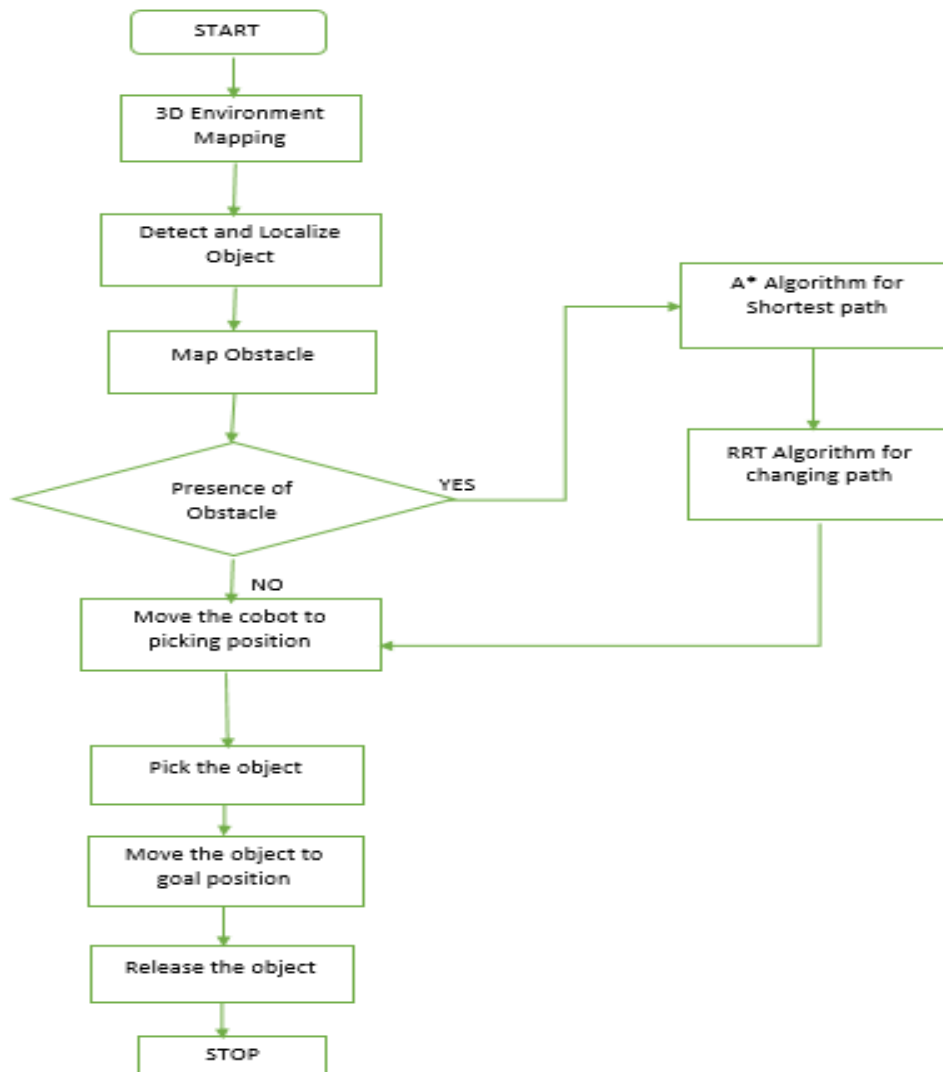 START
3D Environment
Mapping
Detect and Localize
Object
Map Obstacle
Presence of
Obstacle
YES
A* Algorithm for
Shortest path
RRT Algorithm for
changing path
NO
Move the cobot to
picking position
Pick the object
Move the object to
goal position
Release the object
STOP